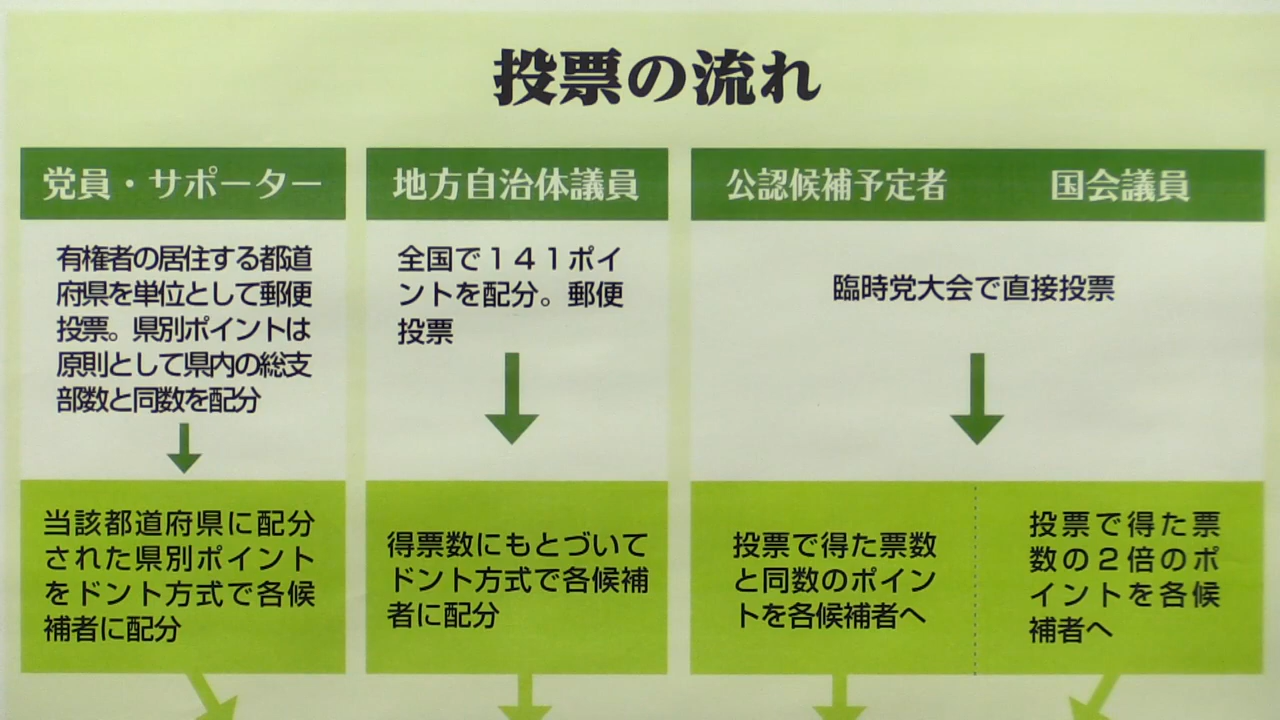 投票の流れ
党員・サポーター
有権者の居住する都道
府県を単位として郵便
投票。県別ポイントは
原則として県内の総支
部数と同数を配分
当該都道府県に配分
された県別ポイント
をドント方式で各候
補者に配分
地方自治体議員
全国で１４１ポイ
ントを配分。郵便
投票
得票数にもとづいて
ドント方式で各候補
者に配分
公認候補予定者 国会議員
臨時党大会で直接投票
投票で得た票数
と同数のポイン
トを各候補者へ
投票で得た票
数の２倍のポ
イントを各候
補者へ